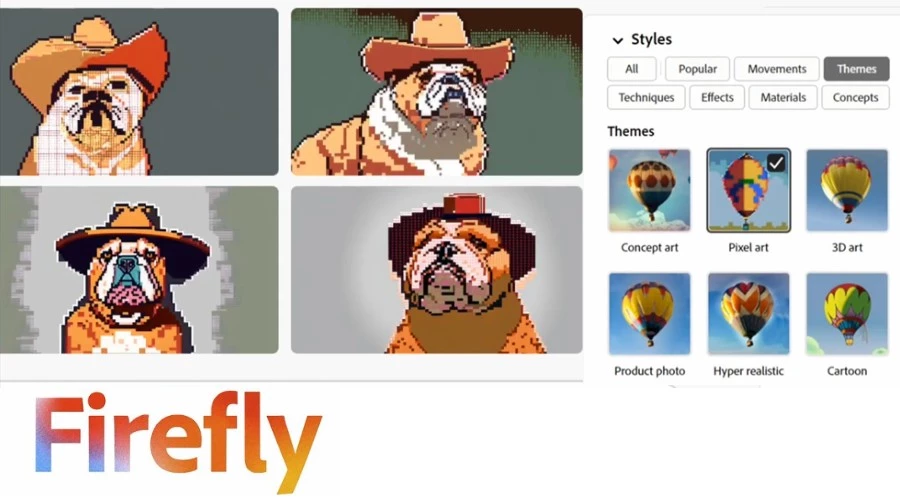 Styles
All
Popular
Movements
Themes
Techniques
Effects
Materials
Concepts
Themes
Concept art
Pixel art
3D art
Product photo
Hyper realistic
Cartoon
Firefly